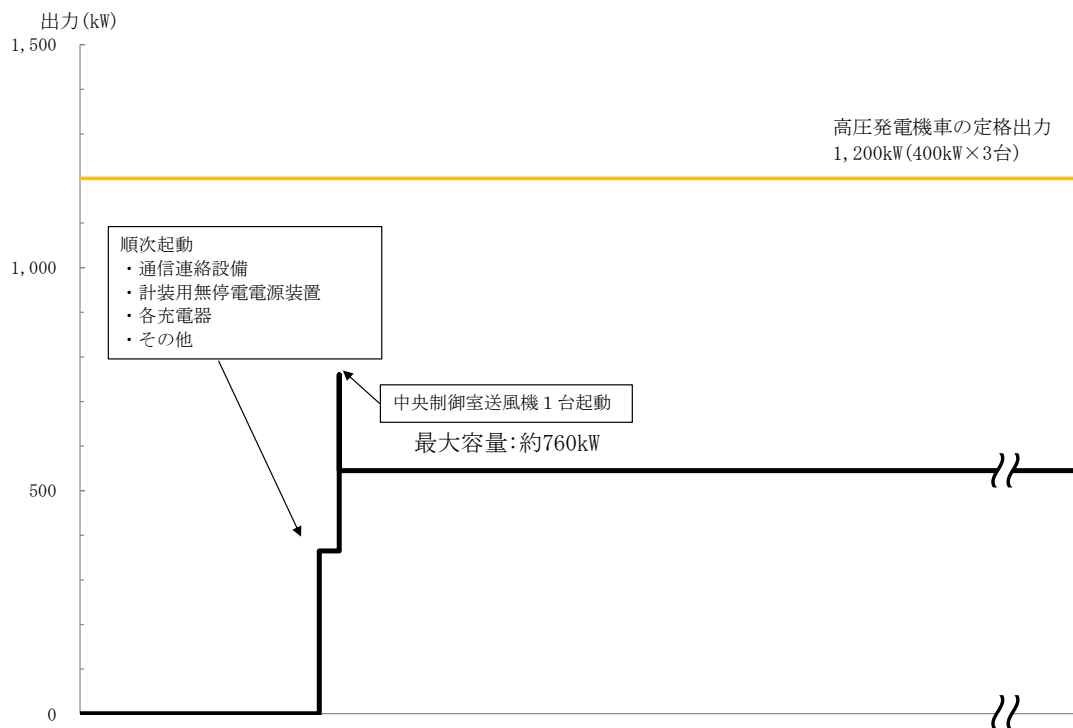 出力(kW)
1,500
高圧発電機車の定格出力
1,200kW(400kW×3台)
順次起動
・通信連絡設備
・計装用無停電電源装置
・各充電器
・その他
1,000
中央制御室送風機1台起動
最大容量:約760kW
500
0